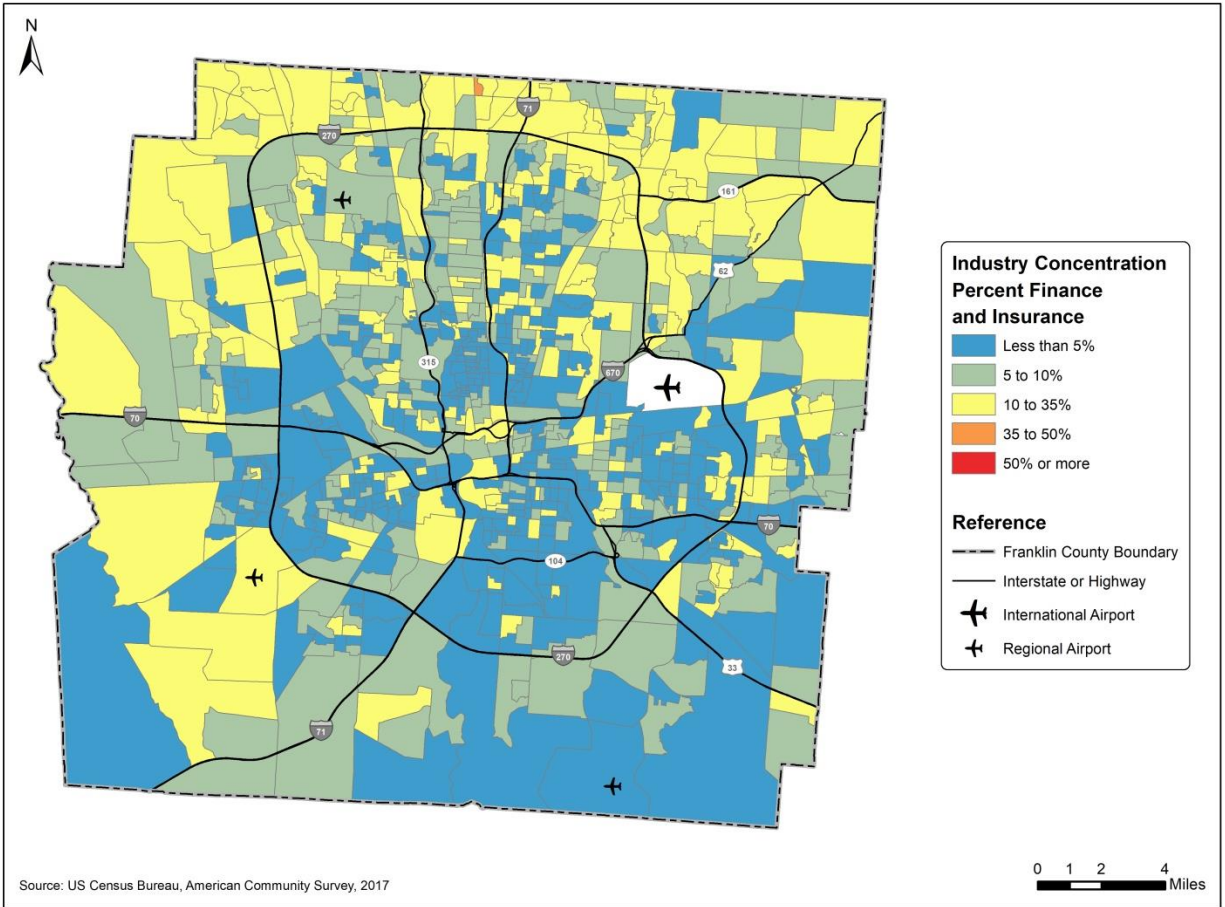 N
71
270
161
62
315
670
70
70
104
270
33
71
Industry Concentration
Percent Finance
and Insurance
Less than 5%
5 to 10%
10 to 35%
35 to 50%
50% or more
Reference
Franklin County Boundary
Interstate or Highway
International Airport
Regional Airport
Source: US Census Bureau, American Community Survey, 2017
0 1 2 4
Miles